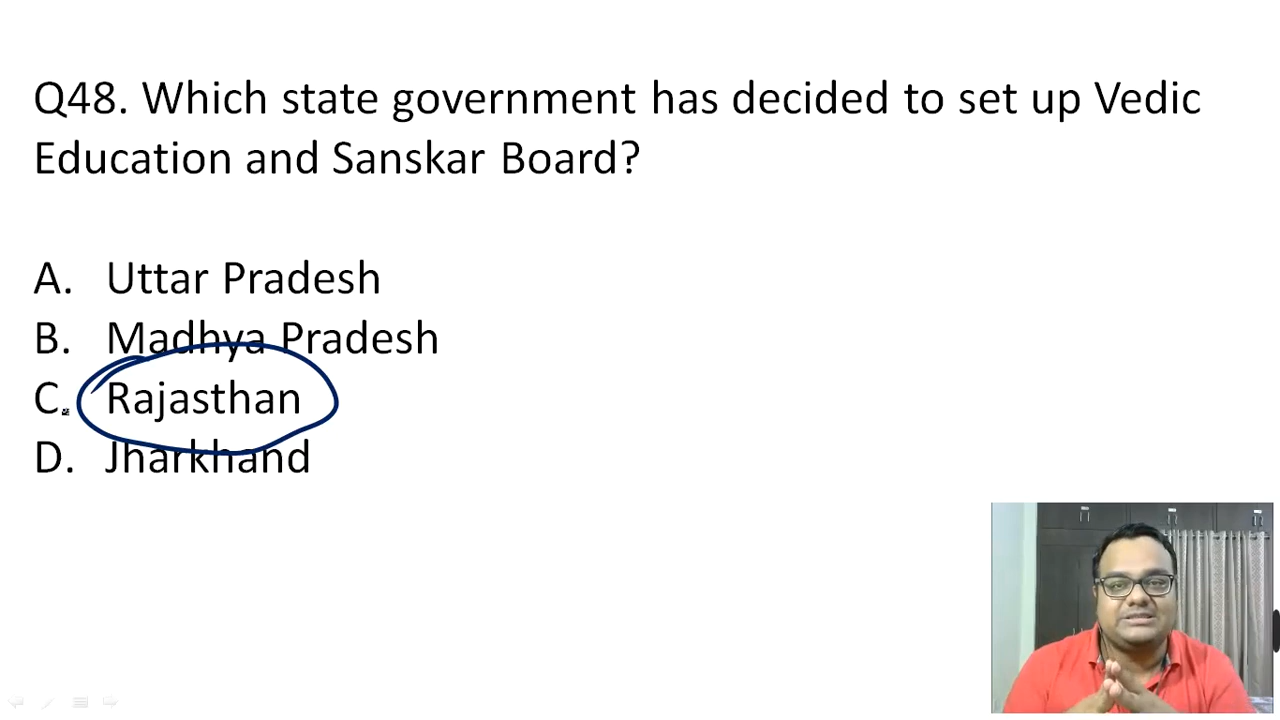 Q48. Which state government has decided to set up Vedic
Education and Sanskar Board?
A. Uttar Pradesh
B. Madhya Pradesh
C. Rajasthan
D. Jharkhand